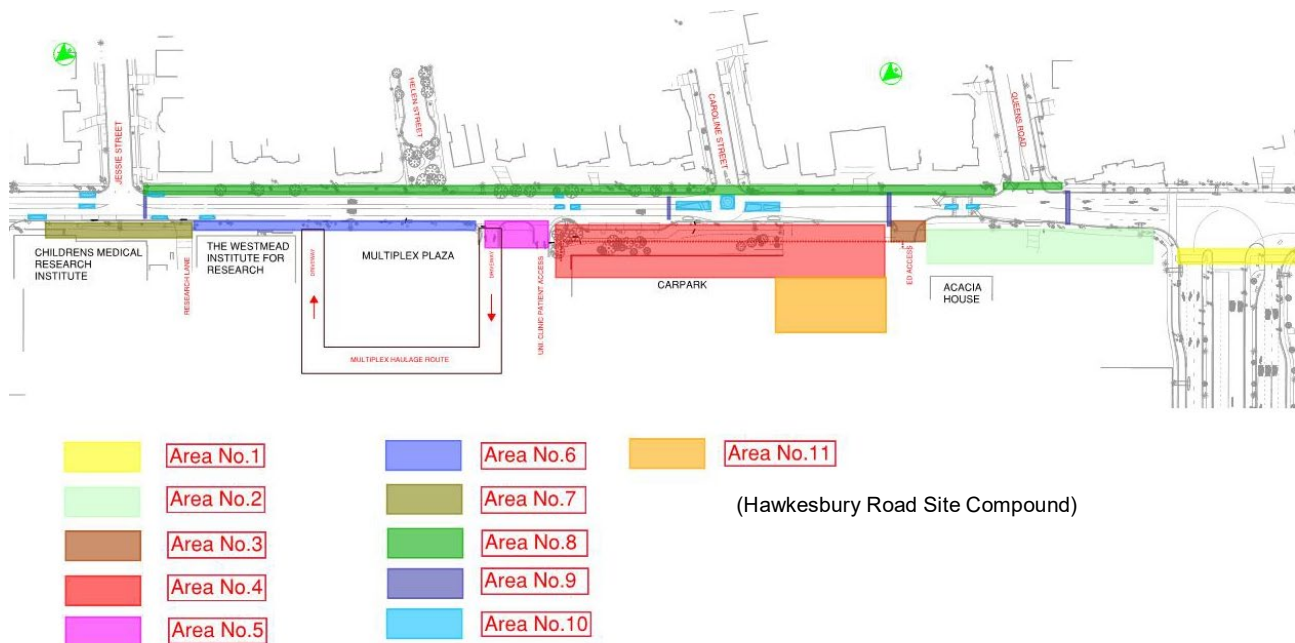 JESSIE STREET
HELEN STREET
CAROLINE STREET
QUEENS ROAD
CHILDRENS MEDICAL
RESEARCH
INSTITUTE
RESEARCH LANE
THE WESTMEAD
INSTITUTE FOR
RESEARCH
DRIVEWAY
MULTIPLEX PLAZA
DRIVEWAY
UNI CLINIC PATIENT ACCESS
CARPARK
ED ACCESS
ACACIA
HOUSE
MULTIPLEX HAULAGE ROUTE
Area No.1
Area No.2
Area No.3
Area No.4
Area No.5
Area No.6
Area No.7
Area No.8
Area No.9
Area No.10
Area No.11
(Hawkesbury Road Site Compound)